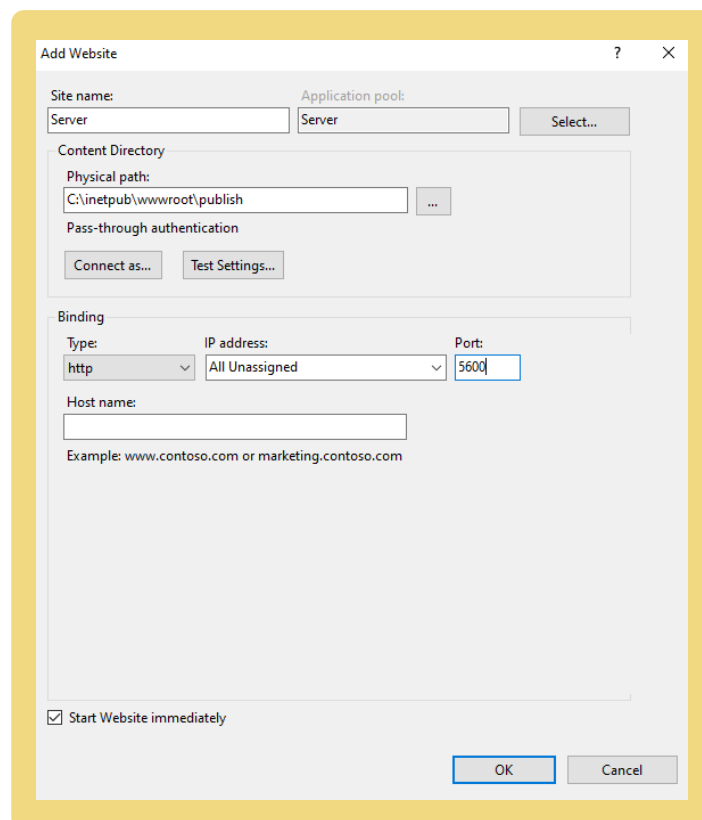 Add Website ?
Site name: Application pool:
Server Server Select...
Content Directory
Physical path:
C:\inetpub\wwwroot\publish ...
Pass-through authentication
Connect as... Test Settings...
Binding
Type: IP address: Port:
http All Unassigned 5600
Host name:
Example: www.contoso.com or marketing.contoso.com
Start Website immediately
OK Cancel